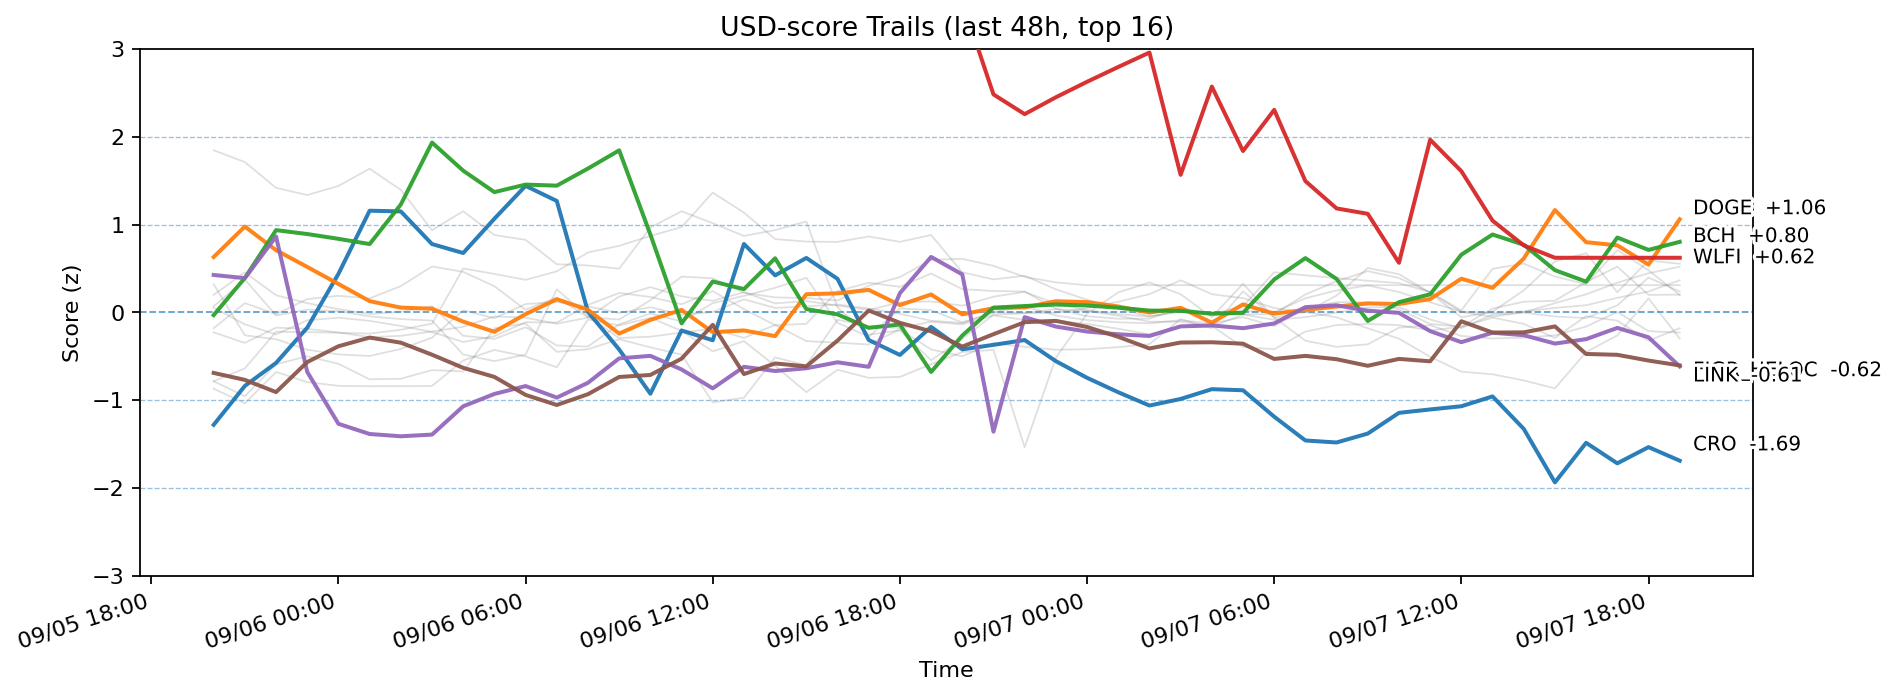 USD-score Trails (last 48h, top 16)
Score (z)
3
2
1
0
−1
−2
−3
DOGE +1.06
BCH +0.80
WLFI +0.62
-0.62
LINK -0.61
CRO -1.69
09/05 18:00
09/06 00:00
09/06 06:00
09/06 12:00
09/06 18:00
09/07 00:00
09/07 06:00
09/07 12:00
09/07 18:00
Time